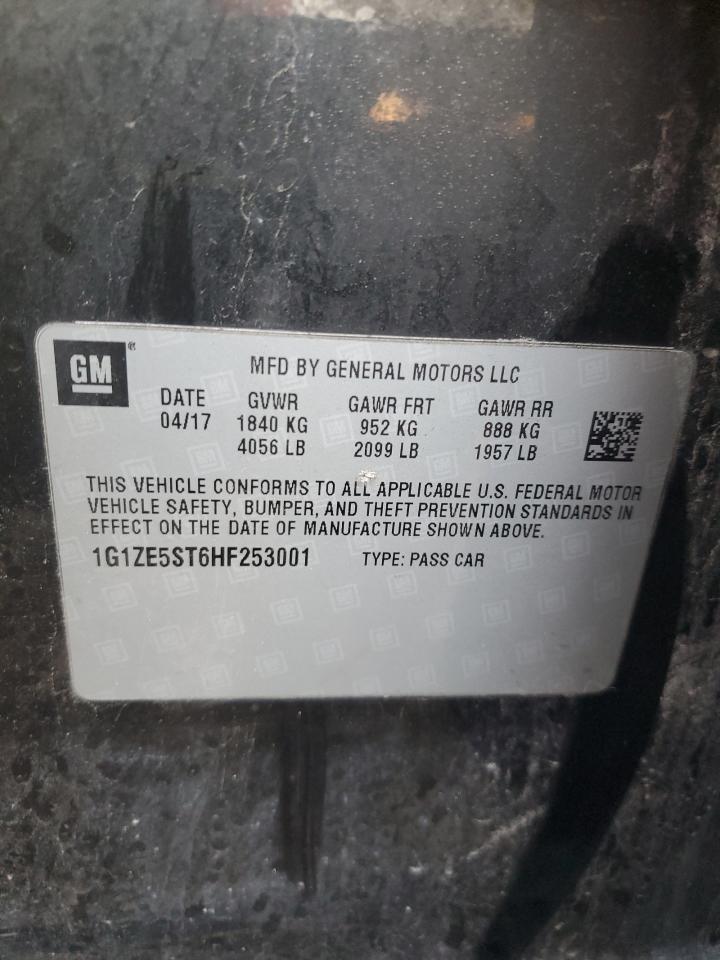 GM®
MFD BY GENERAL MOTORS LLC
DATE GVWR GAWR FRT GAWR RR
04/17 1840 KG 952 KG 888 KG
4056 LB 2099 LB 1957 LB
THIS VEHICLE CONFORMS TO ALL APPLICABLE U.S. FEDERAL MOTOR
VEHICLE SAFETY, BUMPER, AND THEFT PREVENTION STANDARDS IN
EFFECT ON THE DATE OF MANUFACTURE SHOWN ABOVE.
1G1ZE5ST6HF253001 TYPE: PASS CAR